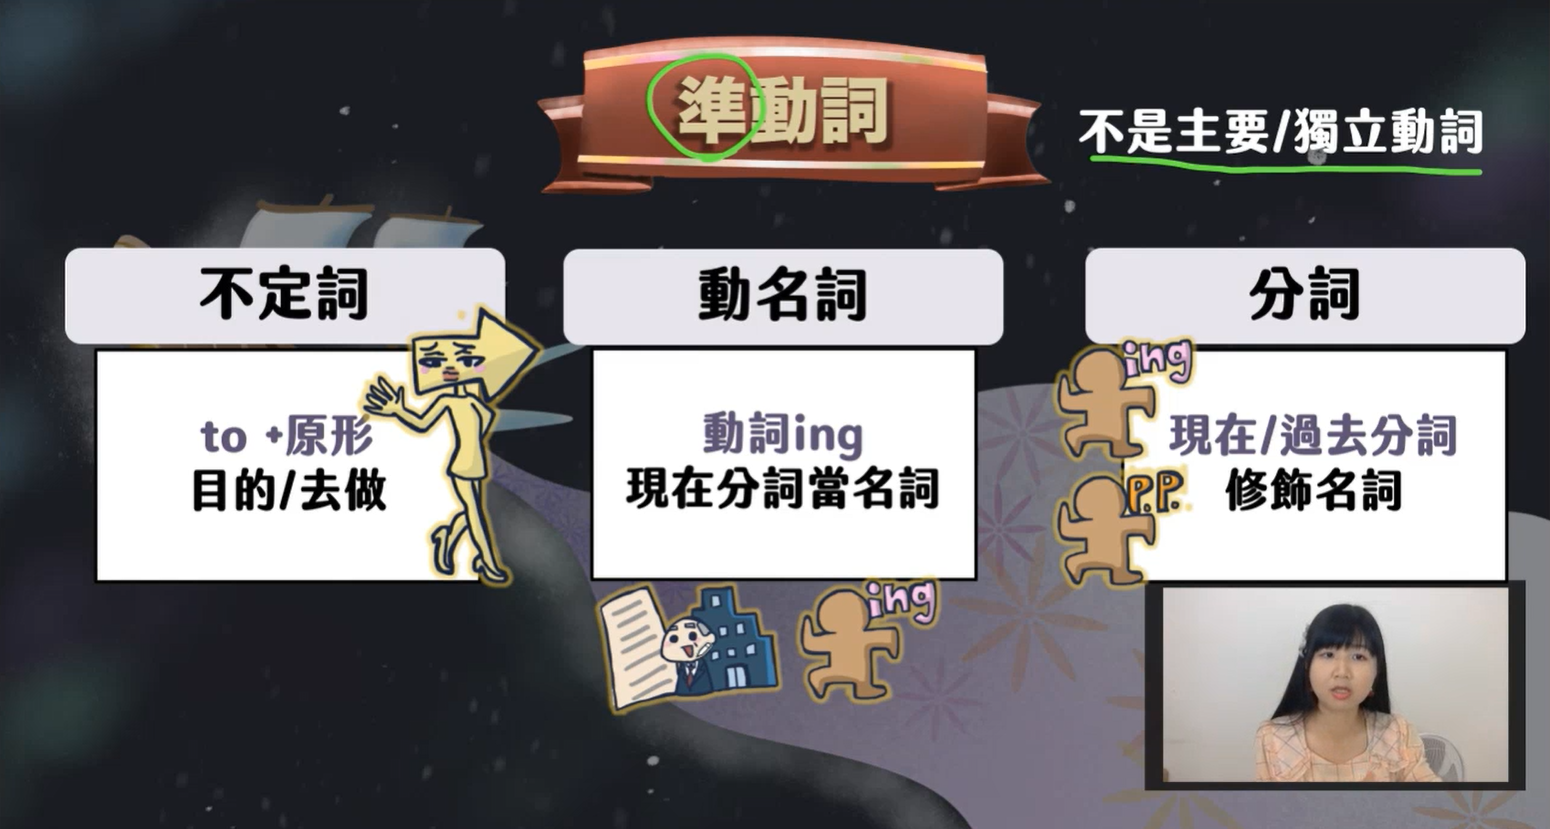 準動詞
不是主要/獨立動詞
不定詞
to +原形
目的/去做
動名詞
動詞ing
現在分詞當名詞
ing
分詞
ing
現在/過去分詞
P.P.
修飾名詞